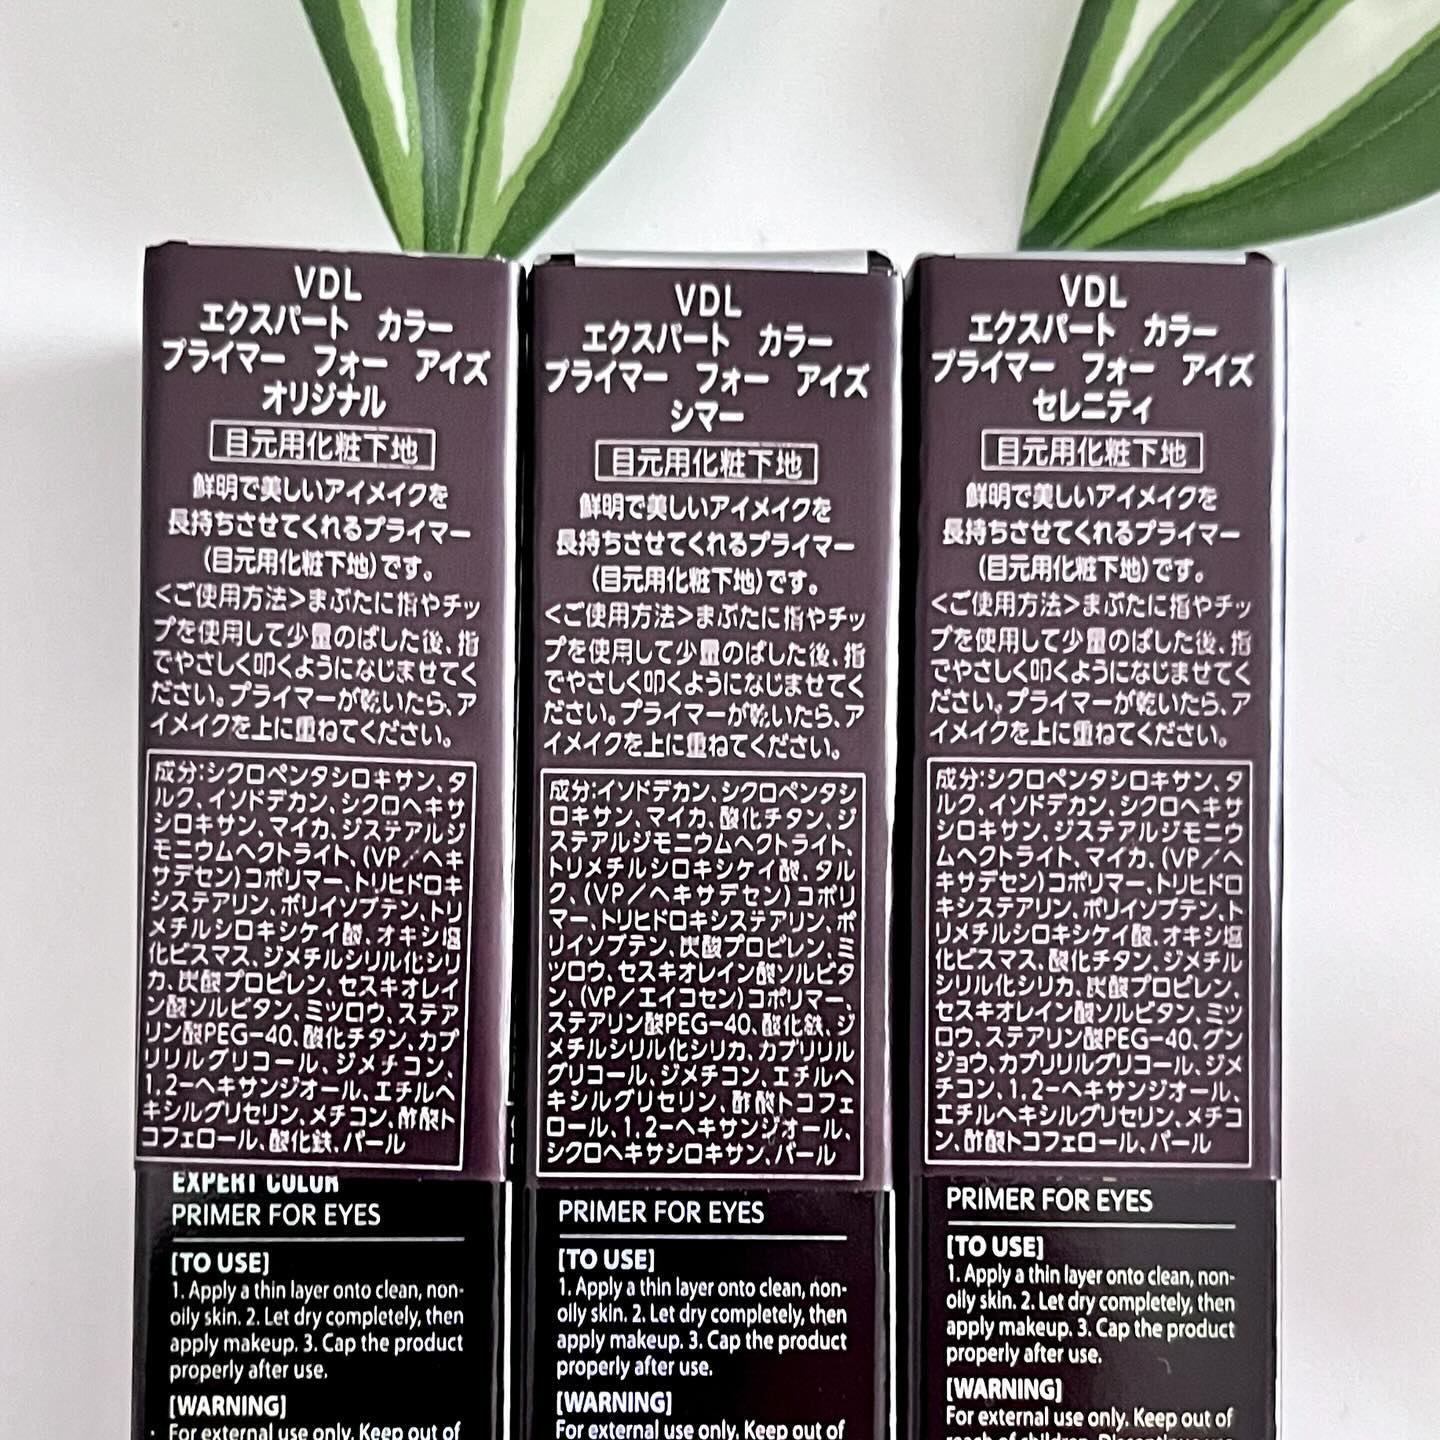 VDL
エクスパート カラー
プライマー フォー アイズ
オリジナル
目元用化粧下地
鮮明で美しいアイメイクを
長持ちさせてくれるプライマー
(目元用化粧下地)です。
<ご使用方法>まぶたに指やチッ
プを使用して少量のばした後、指
でやさしく叩くようになじませてく
ださい。プライマーが乾いたら、ア
イメイクを上に重ねてください。
成分:シクロペンタシロキサン、タ
ルク、イソドデカン、シクロヘキサ
シロキサン、マイカ、ジステアルジ
モニウムヘクトライト、(VP/ヘキ
サデセン)コポリマー、トリヒドロキ
システアリン、ポリイソブテン、トリ
メチルシロキシケイ酸、オキシ塩
化ビスマス、ジメチルシリル化シリ
カ、炭酸プロピレン、セスキオレイ
ン酸ソルビタン、ミツロウ、ステア
リン酸PEG-40、酸化チタン、カプ
リリルグリコール、ジメチコン、
1,2-ヘキサンジオール、エチルヘ
キシルグリセリン、メチコン、酢酸ト
コフェロール、酸化鉄、パール
EXPERT COLOR
PRIMER FOR EYES
[TO USE]
1. Apply a thin layer onto clean, non-
oily skin. 2. Let dry completely, then
apply makeup. 3. Cap the product
properly after use.
[WARNING]
For external use only. Keep out of
VDL
エクスパート カラー
プライマー フォー アイズ
シマー
目元用化粧下地
鮮明で美しいアイメイクを
長持ちさせてくれるプライマー
(目元用化粧下地)です。
<ご使用方法>まぶたに指やチッ
プを使用して少量のばした後、指
でやさしく叩くようになじませてく
ださい。プライマーが乾いたら、ア
イメイクを上に重ねてください。
成分:イソドデカン、シクロペンタシ
ロキサン、マイカ、酸化チタン、ジ
ステアルジモニウムヘクトライト、
トリメチルシロキシケイ酸、タル
ク、(VP/ヘキサデセン)コポリ
マー、トリヒドロキシステアリン、ポ
リイソブテン、炭酸プロピレン、ミ
ツロウ、セスキオレイン酸ソルビタ
ン、(VP/エイコセン)コポリマー、
ステアリン酸PEG-40、酸化鉄、ジ
メチルシリル化シリカ、カプリリル
グリコール、ジメチコン、エチルヘ
キシルグリセリン、酢酸トコフェ
ロール、1,2-ヘキサンジオール、
シクロヘキサシロキサン、パール
PRIMER FOR EYES
[TO USE]
1. Apply a thin layer onto clean, non-
oily skin. 2. Let dry completely, then
apply makeup. 3. Cap the product
properly after use.
[WARNING]
For external use only. Keep out of
VDL
エクスパート カラー
プライマー フォー アイズ
セレニティ
目元用化粧下地
鮮明で美しいアイメイクを
長持ちさせてくれるプライマー
(目元用化粧下地)です。
<ご使用方法>まぶたに指やチッ
プを使用して少量のばした後、指
でやさしく叩くようになじませてく
ださい。プライマーが乾いたら、ア
イメイクを上に重ねてください。
成分:シクロペンタシロキサン、タ
ルク、イソドデカン、シクロヘキサ
シロキサン、ジステアルジモニウ
ムヘクトライト、マイカ、(VP/ヘ
キサデセン)コポリマー、トリヒドロ
キシステアリン、ポリイソブテン、ト
リメチルシロキシケイ酸、オキシ塩
化ビスマス、酸化チタン、ジメチル
シリル化シリカ、炭酸プロピレン、
セスキオレイン酸ソルビタン、ミツ
ロウ、ステアリン酸PEG-40、グン
ジョウ、カプリリルグリコール、ジメ
チコン、1,2-ヘキサンジオール、
エチルヘキシルグリセリン、メチコ
ン、酢酸トコフェロール、パール
PRIMER FOR EYES
[TO USE]
1. Apply a thin layer onto clean, non-
oily skin. 2. Let dry completely, then
apply makeup. 3. Cap the product
properly after use.
[WARNING]
For external use only. Keep out of